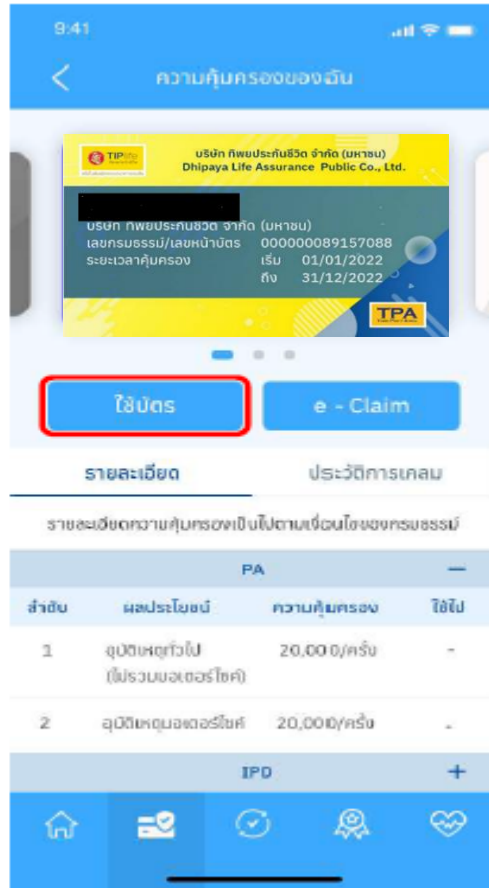 9:41
ความคุ้มครองของฉัน
TIPlife
บริษัท ทิพยประกันชีวิต จำกัด (มหาชน)
Dhipaya Life Assurance Public Co., Ltd.
บริษัท ทิพยประกันชีวิต จำกัด (มหาชน)
เลขกรมธรรม์/เลขหน้าบัตร 000000089157088
ระยะเวลาคุ้มครอง เริ่ม 01/01/2022
ถึง 31/12/2022
TPA
ใช้บัตร e - Claim
รายละเอียด ประวัติการเคลม
รายละเอียดความคุ้มครองเป็นไปตามเงื่อนไขของกรมธรรม์
PA −
ลำดับ ผลประโยชน์ ความคุ้มครอง ใช้ไป
1 อุบัติเหตุทั่วไป 20,000/ครั้ง -
(ไม่รวมมอเตอร์ไซค์)
2 อุบัติเหตุมอเตอร์ไซค์ 20,000/ครั้ง -
IPD +